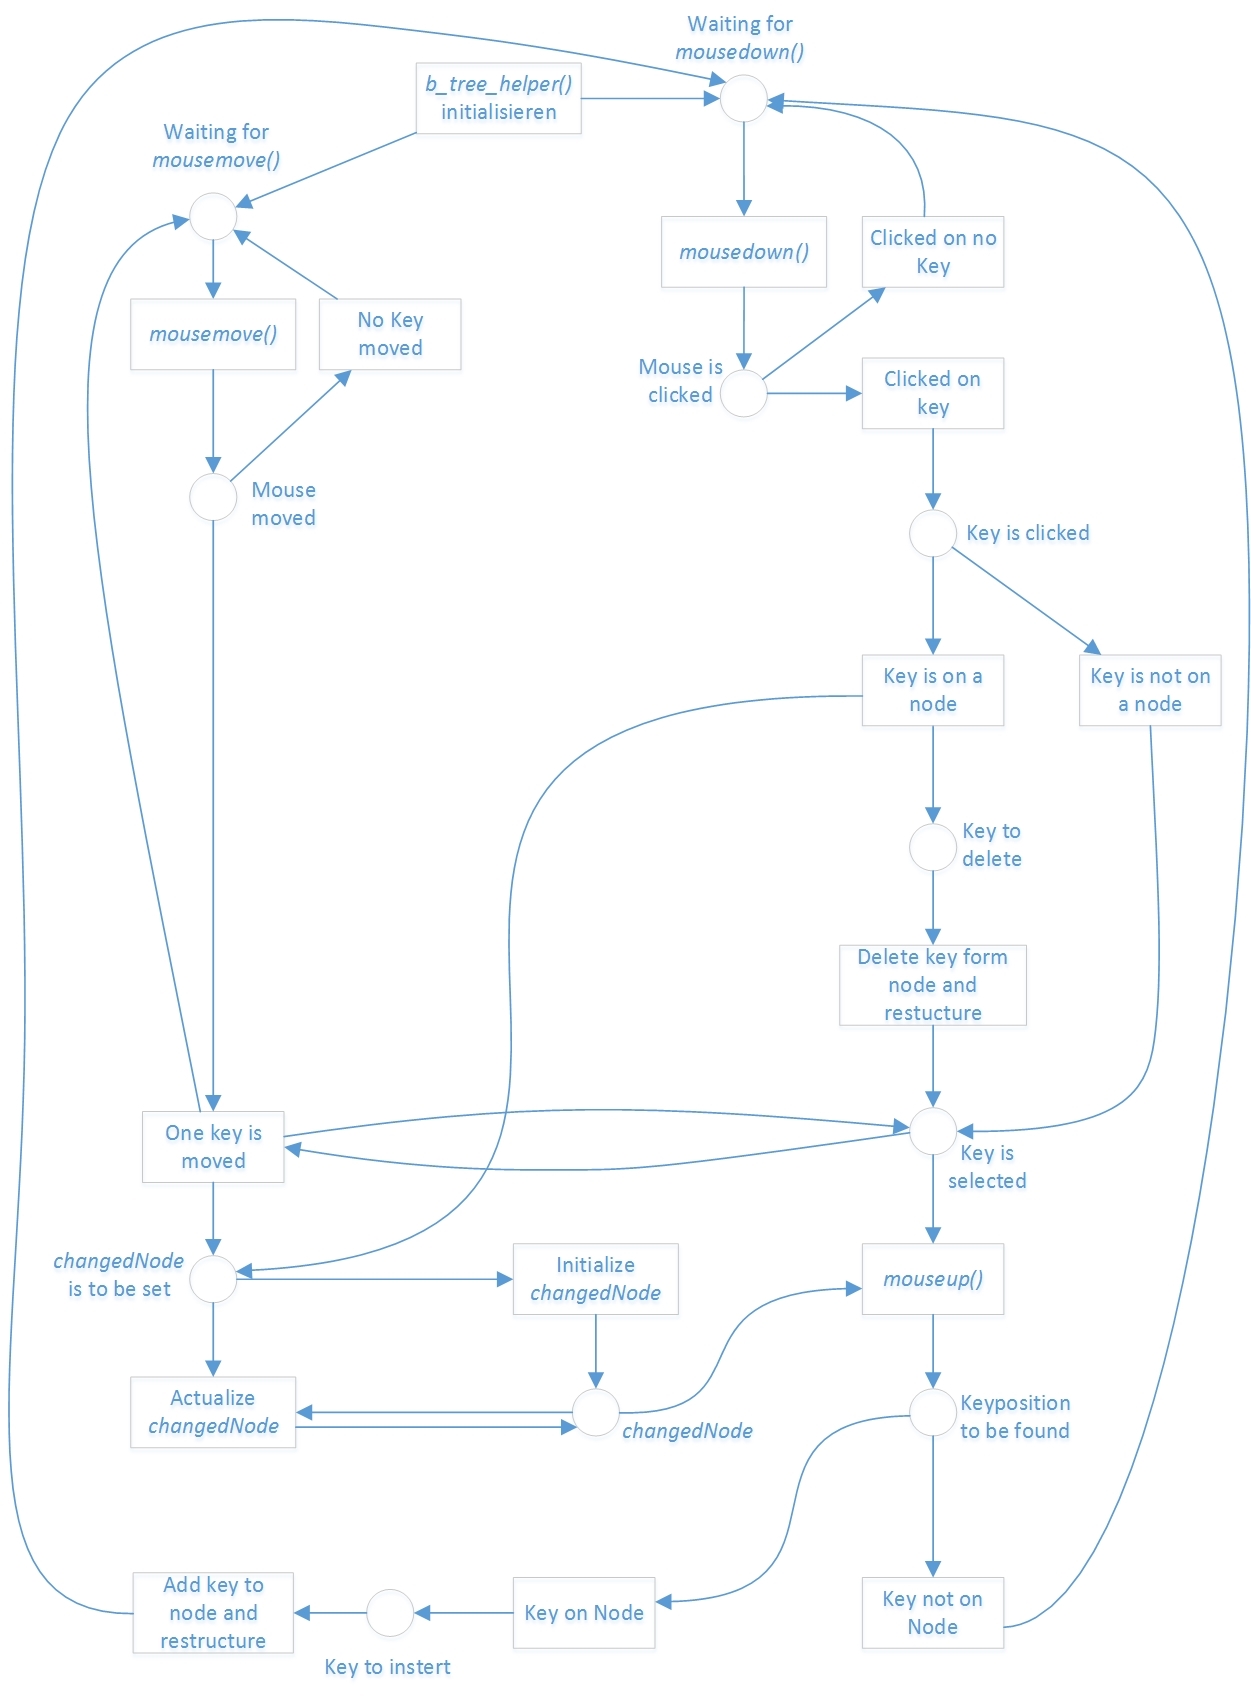 Waiting for
mousedown()
b_tree_helper()
initialisieren
Waiting for
mousemove()
mousedown()
Clicked on no
Key
mousemove()
No Key
moved
Mouse is
clicked
Clicked on
key
Mouse
moved
Key is clicked
Key is on a
node
Key is not on
a node
Key to
delete
Delete key form
node and
restucture
One key is
moved
Key is
selected
changedNode
is to be set
Initialize
changedNode
mouseup()
Actualize
changedNode
changedNode
Keyposition
to be found
Add key to
node and
restructure
Key to instert
Key on Node
Key not on
Node